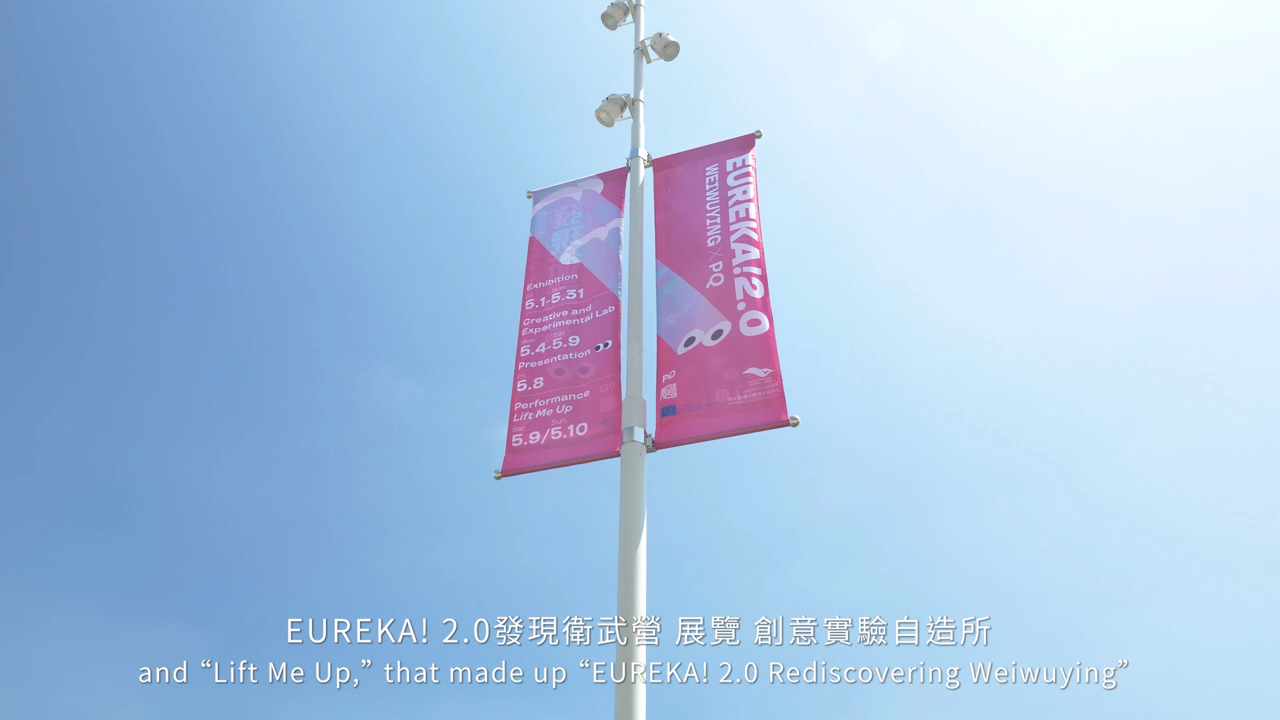 Exhibition
5.1-5.31
Creative and
Experimental Lab
Sat.
5.4-5.9
Presentation
5.8
Performance
Lift Me Up
Sat. Sun
5.9/5.10
EUREKA!2.0
WEIWUYING × PQ
PQ
EUREKA! 2.0發現衛武營 展覽 創意實驗自造所
and “Lift Me Up,” that made up “EUREKA! 2.0 Rediscovering Weiwuying”